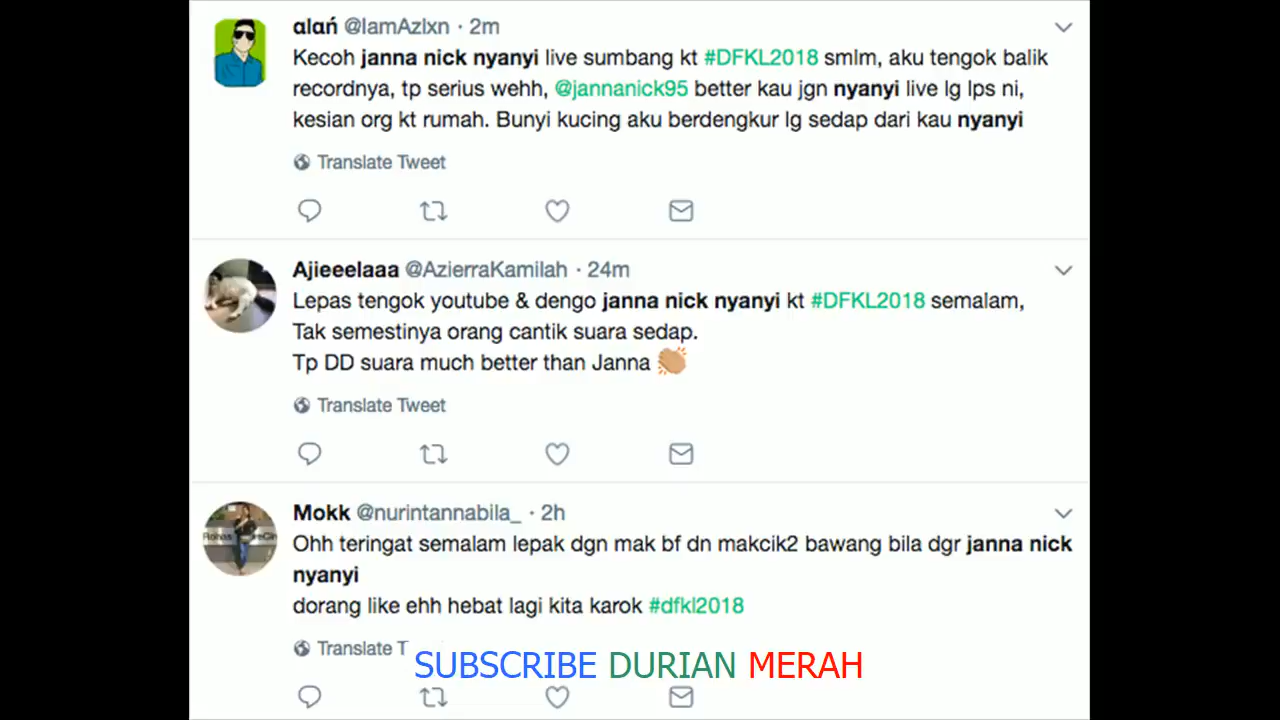 alań @IamAzlxn · 2m
Kecoh janna nick nyanyi live sumbang kt #DFKL2018 smlm, aku tengok balik
recordnya, tp serius wehh, @jannanick95 better kau jgn nyanyi live lg lps ni,
kesian org kt rumah. Bunyi kucing aku berdengkur lg sedap dari kau nyanyi
Translate Tweet
Ajieeelaaa @AzierraKamilah · 24m
Lepas tengok youtube & dengo janna nick nyanyi kt #DFKL2018 semalam,
Tak semestinya orang cantik suara sedap.
Tp DD suara much better than Janna 👏🏼
Translate Tweet
Mokk @nurintannabila_ · 2h
Ohh teringat semalam lepak dgn mak bf dn makcik2 bawang bila dgr janna nick
nyanyi
dorang like ehh hebat lagi kita karok #dfkl2018
Translate T
SUBSCRIBE DURIAN MERAH